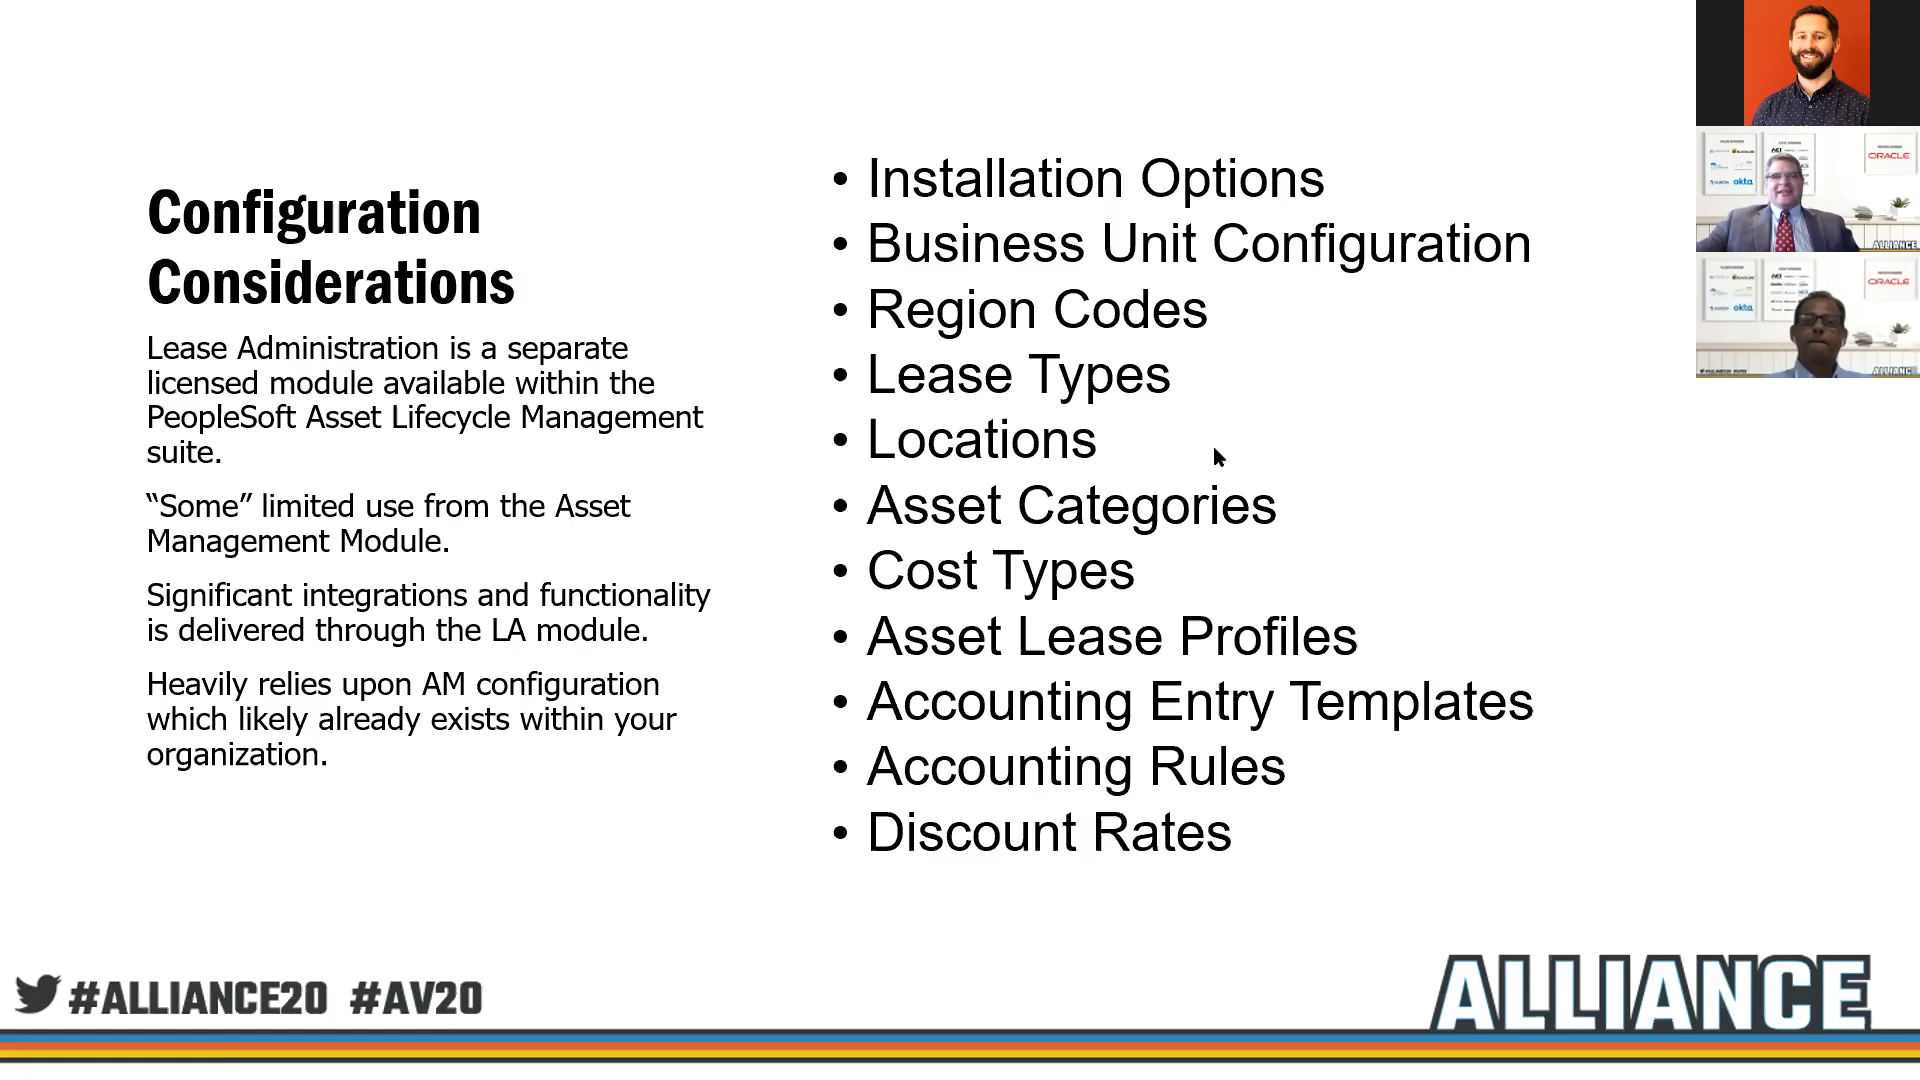 Configuration
Considerations
Lease Administration is a separate
licensed module available within the
PeopleSoft Asset Lifecycle Management
suite.
“Some” limited use from the Asset
Management Module.
Significant integrations and functionality
is delivered through the LA module.
Heavily relies upon AM configuration
which likely already exists within your
organization.
• Installation Options
• Business Unit Configuration
• Region Codes
• Lease Types
• Locations
• Asset Categories
• Cost Types
• Asset Lease Profiles
• Accounting Entry Templates
• Accounting Rules
• Discount Rates
ORACLE
okta
ALLIANCE
ORACLE
okta
ALLIANCE
#ALLIANCE20 #AV20
ALLIANCE